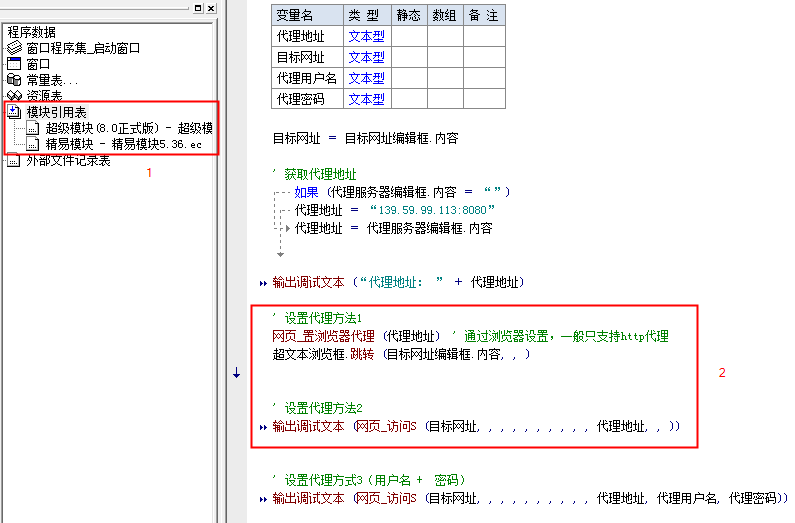 程序数据
窗口程序集_启动窗口
窗口
常量表...
资源表
模块引用表
超级模块(8.0正式版) - 超级模
精易模块 - 精易模块5.36.ec
外部文件记录表
1
变量名 类 型 静态 数组 备 注
代理地址 文本型
目标网址 文本型
代理用户名 文本型
代理密码 文本型
目标网址 = 目标网址编辑框.内容
' 获取代理地址
如果 (代理服务器编辑框.内容 = “”)
代理地址 = “139.59.99.113:8080”
代理地址 = 代理服务器编辑框.内容
输出调试文本 (“代理地址: ” + 代理地址)
' 设置代理方法1
网页_置浏览器代理 (代理地址) ' 通过浏览器设置,一般只支持http代理
超文本浏览框.跳转 (目标网址编辑框.内容, , )
2
' 设置代理方法2
输出调试文本 (网页_访问S (目标网址, , , , , , , , , , 代理地址, , ))
' 设置代理方式3(用户名 + 密码)
输出调试文本 (网页_访问S (目标网址, , , , , , , , , , 代理地址, 代理用户名, 代理密码))